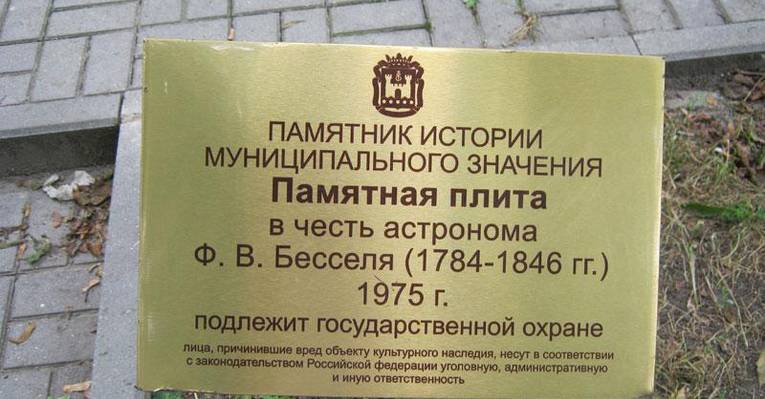 ПАМЯТНИК ИСТОРИИ
МУНИЦИПАЛЬНОГО ЗНАЧЕНИЯ
Памятная плита
в честь астронома
Ф. В. Бесселя (1784-1846 гг.)
1975 г.
подлежит государственной охране
лица, причинившие вред объекту культурного наследия, несут в соответствии
с законодательством Российской федерации уголовную, административную
и иную ответственность